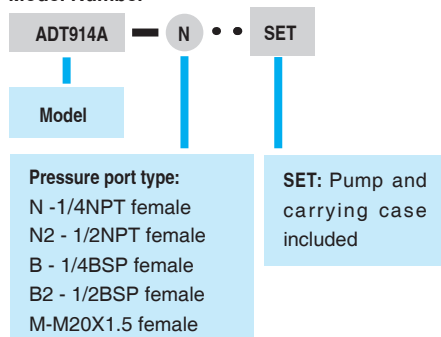 ADT914A — N • • SET
Model
Pressure port type:
N -1/4NPT female
N2 - 1/2NPT female
B - 1/4BSP female
B2 - 1/2BSP female
M-M20X1.5 female
SET: Pump and
carrying case
included